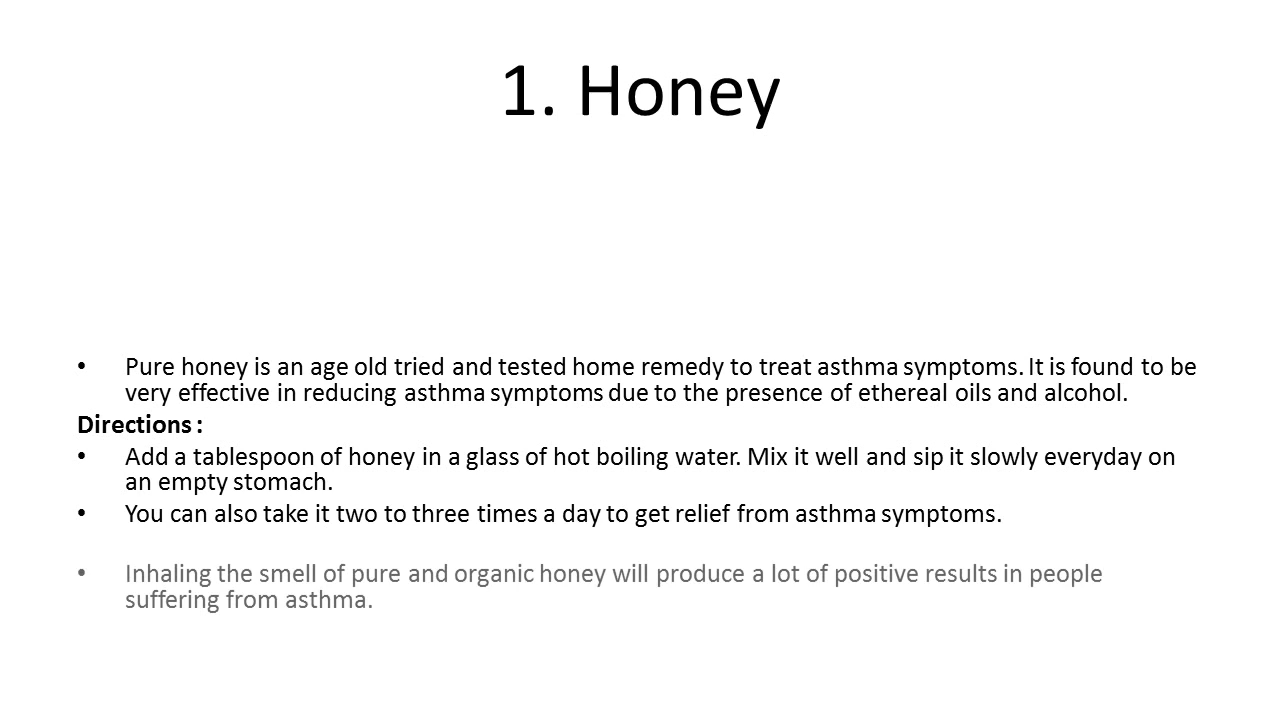 1. Honey
• Pure honey is an age old tried and tested home remedy to treat asthma symptoms. It is found to be
very effective in reducing asthma symptoms due to the presence of ethereal oils and alcohol.
Directions :
• Add a tablespoon of honey in a glass of hot boiling water. Mix it well and sip it slowly everyday on
an empty stomach.
• You can also take it two to three times a day to get relief from asthma symptoms.
• Inhaling the smell of pure and organic honey will produce a lot of positive results in people
suffering from asthma.